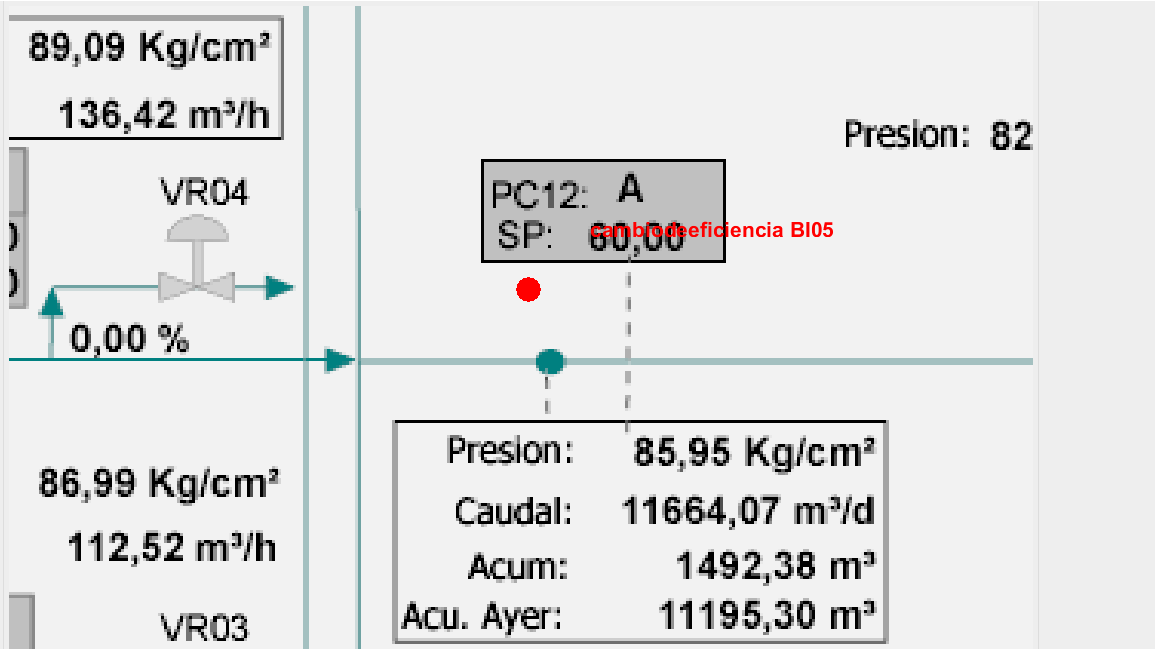 89,09 Kg/cm²
136,42 m³/h
Presion: 82
VR04
PC12: A
SP: 60,00
cambiodeeficiencia BI05
0
0
0,00 %
86,99 Kg/cm²
112,52 m³/h
VR03
Presion: 85,95 Kg/cm²
Caudal: 11664,07 m³/d
Acum: 1492,38 m³
Acu. Ayer: 11195,30 m³